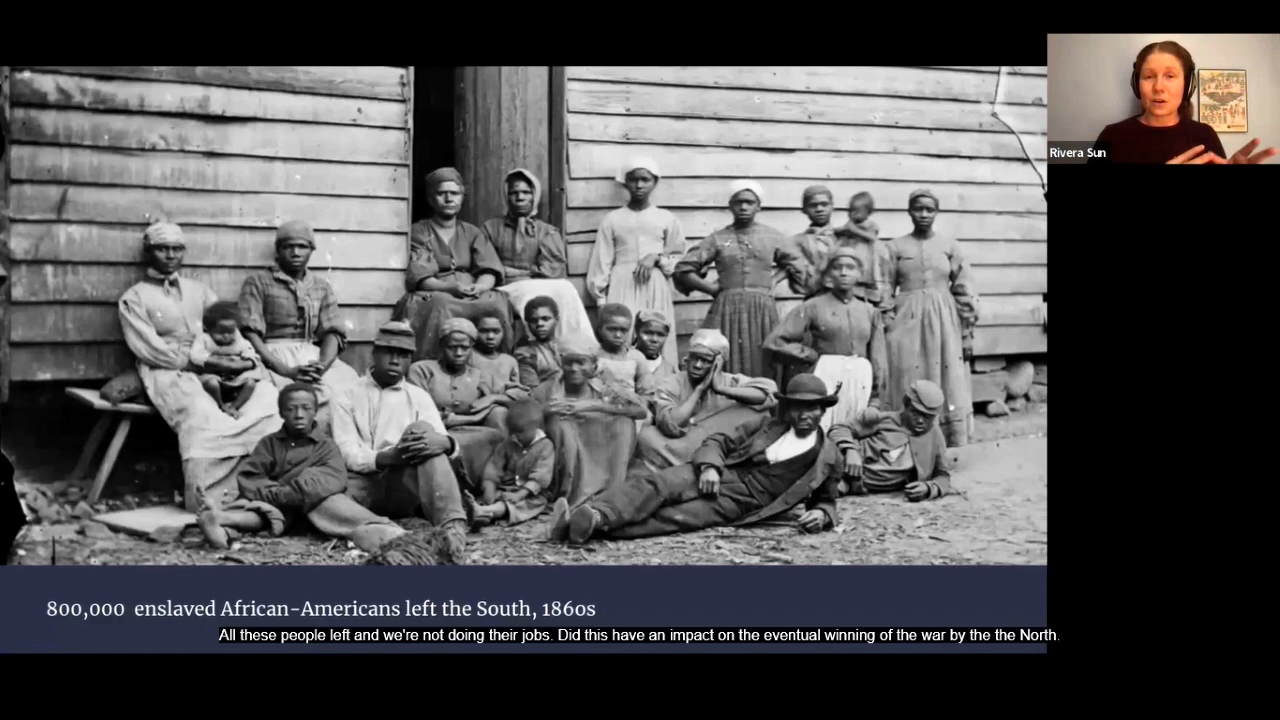 Rivera Sun
800,000 enslaved African-Americans left the South, 1860s
All these people left and we're not doing their jobs. Did this have an impact on the eventual winning of the war by the the North.